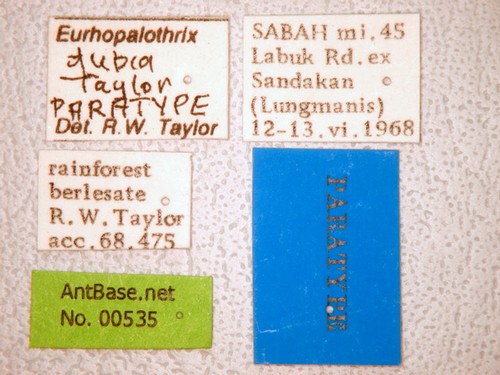 Eurhopalothrix
dubia
Taylor
PARATYPE
Det. R.W. Taylor
SABAH mi. 45
Labuk Rd. ex
Sandakan
(Lungmanis)
12-13.vi.1968
rainforest
berlesate
R.W.Taylor
acc.68.475
PARATYPE
AntBase.net
No. 00535